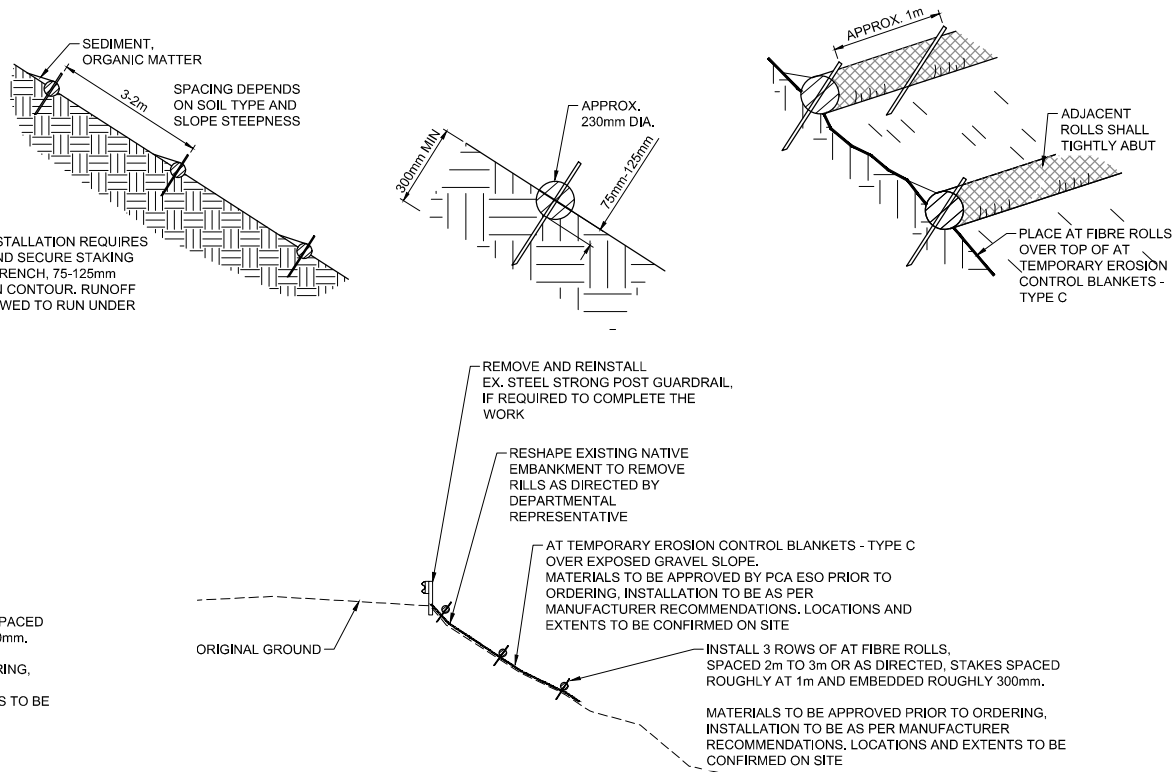 SEDIMENT,
ORGANIC MATTER
3-2m
SPACING DEPENDS
ON SOIL TYPE AND
SLOPE STEEPNESS
STALLATION REQUIRES
ND SECURE STAKING
RENCH, 75-125mm
N CONTOUR. RUNOFF
WED TO RUN UNDER
300mm MIN
APPROX.
230mm DIA.
75mm-125mm
APPROX. 1m
ADJACENT
ROLLS SHALL
TIGHTLY ABUT
PLACE AT FIBRE ROLLS
OVER TOP OF AT
TEMPORARY EROSION
CONTROL BLANKETS -
TYPE C
REMOVE AND REINSTALL
EX. STEEL STRONG POST GUARDRAIL,
IF REQUIRED TO COMPLETE THE
WORK
RESHAPE EXISTING NATIVE
EMBANKMENT TO REMOVE
RILLS AS DIRECTED BY
DEPARTMENTAL
REPRESENTATIVE
AT TEMPORARY EROSION CONTROL BLANKETS - TYPE C
OVER EXPOSED GRAVEL SLOPE.
MATERIALS TO BE APPROVED BY PCA ESO PRIOR TO
ORDERING, INSTALLATION TO BE AS PER
MANUFACTURER RECOMMENDATIONS. LOCATIONS AND
EXTENTS TO BE CONFIRMED ON SITE
PACED
0mm.
RING,
S TO BE
ORIGINAL GROUND
INSTALL 3 ROWS OF AT FIBRE ROLLS,
SPACED 2m TO 3m OR AS DIRECTED, STAKES SPACED
ROUGHLY AT 1m AND EMBEDDED ROUGHLY 300mm.
MATERIALS TO BE APPROVED PRIOR TO ORDERING,
INSTALLATION TO BE AS PER MANUFACTURER
RECOMMENDATIONS. LOCATIONS AND EXTENTS TO BE
CONFIRMED ON SITE